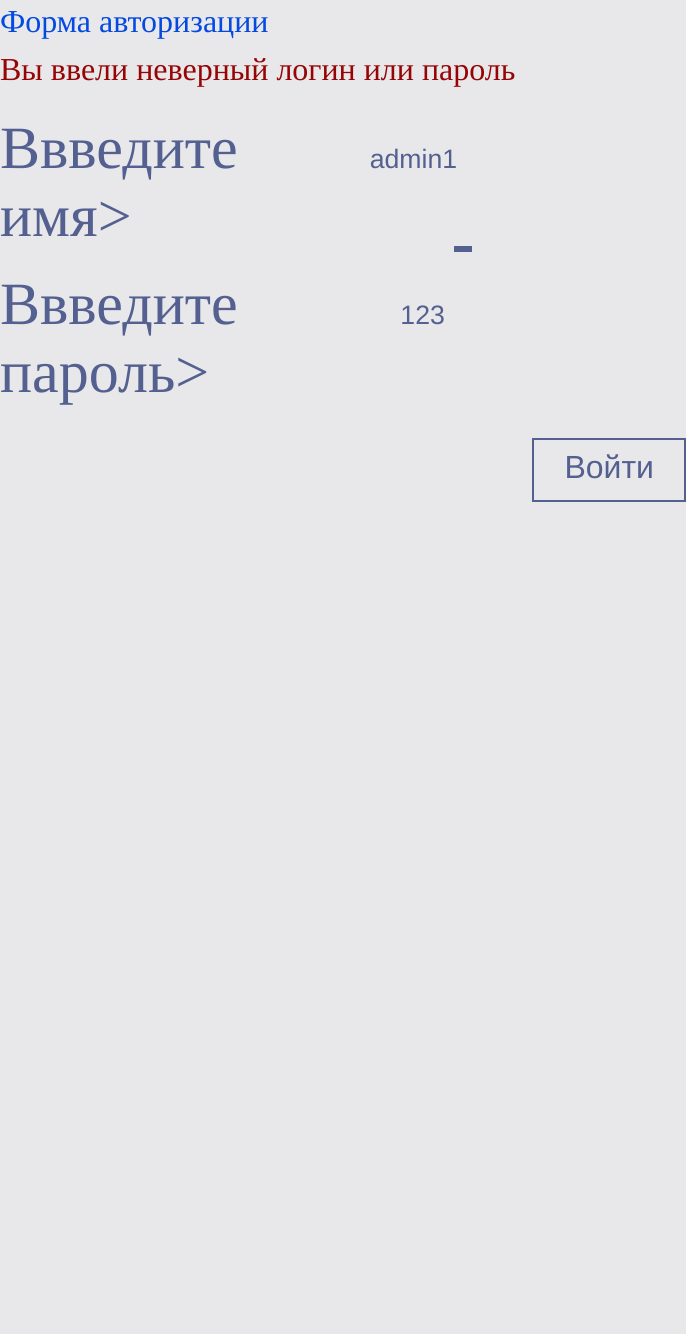 Форма авторизации
Вы ввели неверный логин или пароль
Ввведите admin1
имя>
-
Ввведите 123
пароль>
Войти